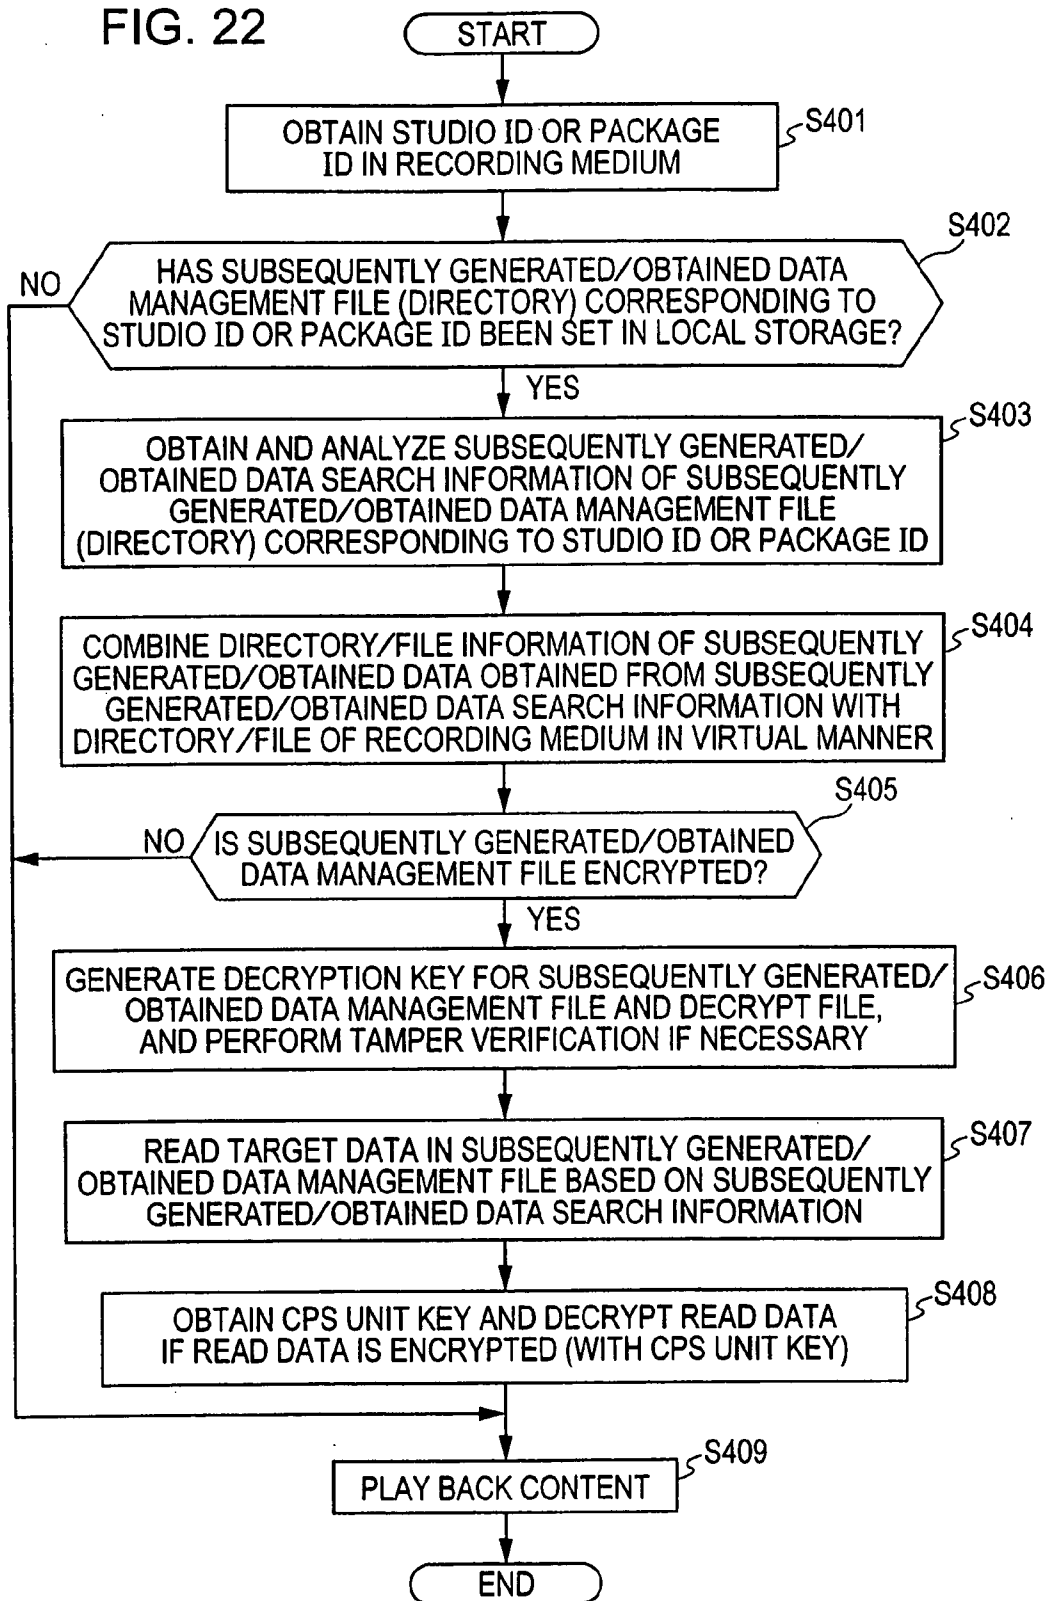 FIG. 22
START
OBTAIN STUDIO ID OR PACKAGE
ID IN RECORDING MEDIUM
S401
HAS SUBSEQUENTLY GENERATED/OBTAINED DATA
MANAGEMENT FILE (DIRECTORY) CORRESPONDING TO
STUDIO ID OR PACKAGE ID BEEN SET IN LOCAL STORAGE?
S402
NO
YES
OBTAIN AND ANALYZE SUBSEQUENTLY GENERATED/
OBTAINED DATA SEARCH INFORMATION OF SUBSEQUENTLY
GENERATED/OBTAINED DATA MANAGEMENT FILE
(DIRECTORY) CORRESPONDING TO STUDIO ID OR PACKAGE ID
S403
COMBINE DIRECTORY/FILE INFORMATION OF SUBSEQUENTLY
GENERATED/OBTAINED DATA OBTAINED FROM SUBSEQUENTLY
GENERATED/OBTAINED DATA SEARCH INFORMATION WITH
DIRECTORY/FILE OF RECORDING MEDIUM IN VIRTUAL MANNER
S404
S405
NO
IS SUBSEQUENTLY GENERATED/OBTAINED
DATA MANAGEMENT FILE ENCRYPTED?
YES
GENERATE DECRYPTION KEY FOR SUBSEQUENTLY GENERATED/
OBTAINED DATA MANAGEMENT FILE AND DECRYPT FILE,
AND PERFORM TAMPER VERIFICATION IF NECESSARY
S406
READ TARGET DATA IN SUBSEQUENTLY GENERATED/
OBTAINED DATA MANAGEMENT FILE BASED ON SUBSEQUENTLY
GENERATED/OBTAINED DATA SEARCH INFORMATION
S407
OBTAIN CPS UNIT KEY AND DECRYPT READ DATA
IF READ DATA IS ENCRYPTED (WITH CPS UNIT KEY)
S408
PLAY BACK CONTENT
S409
END